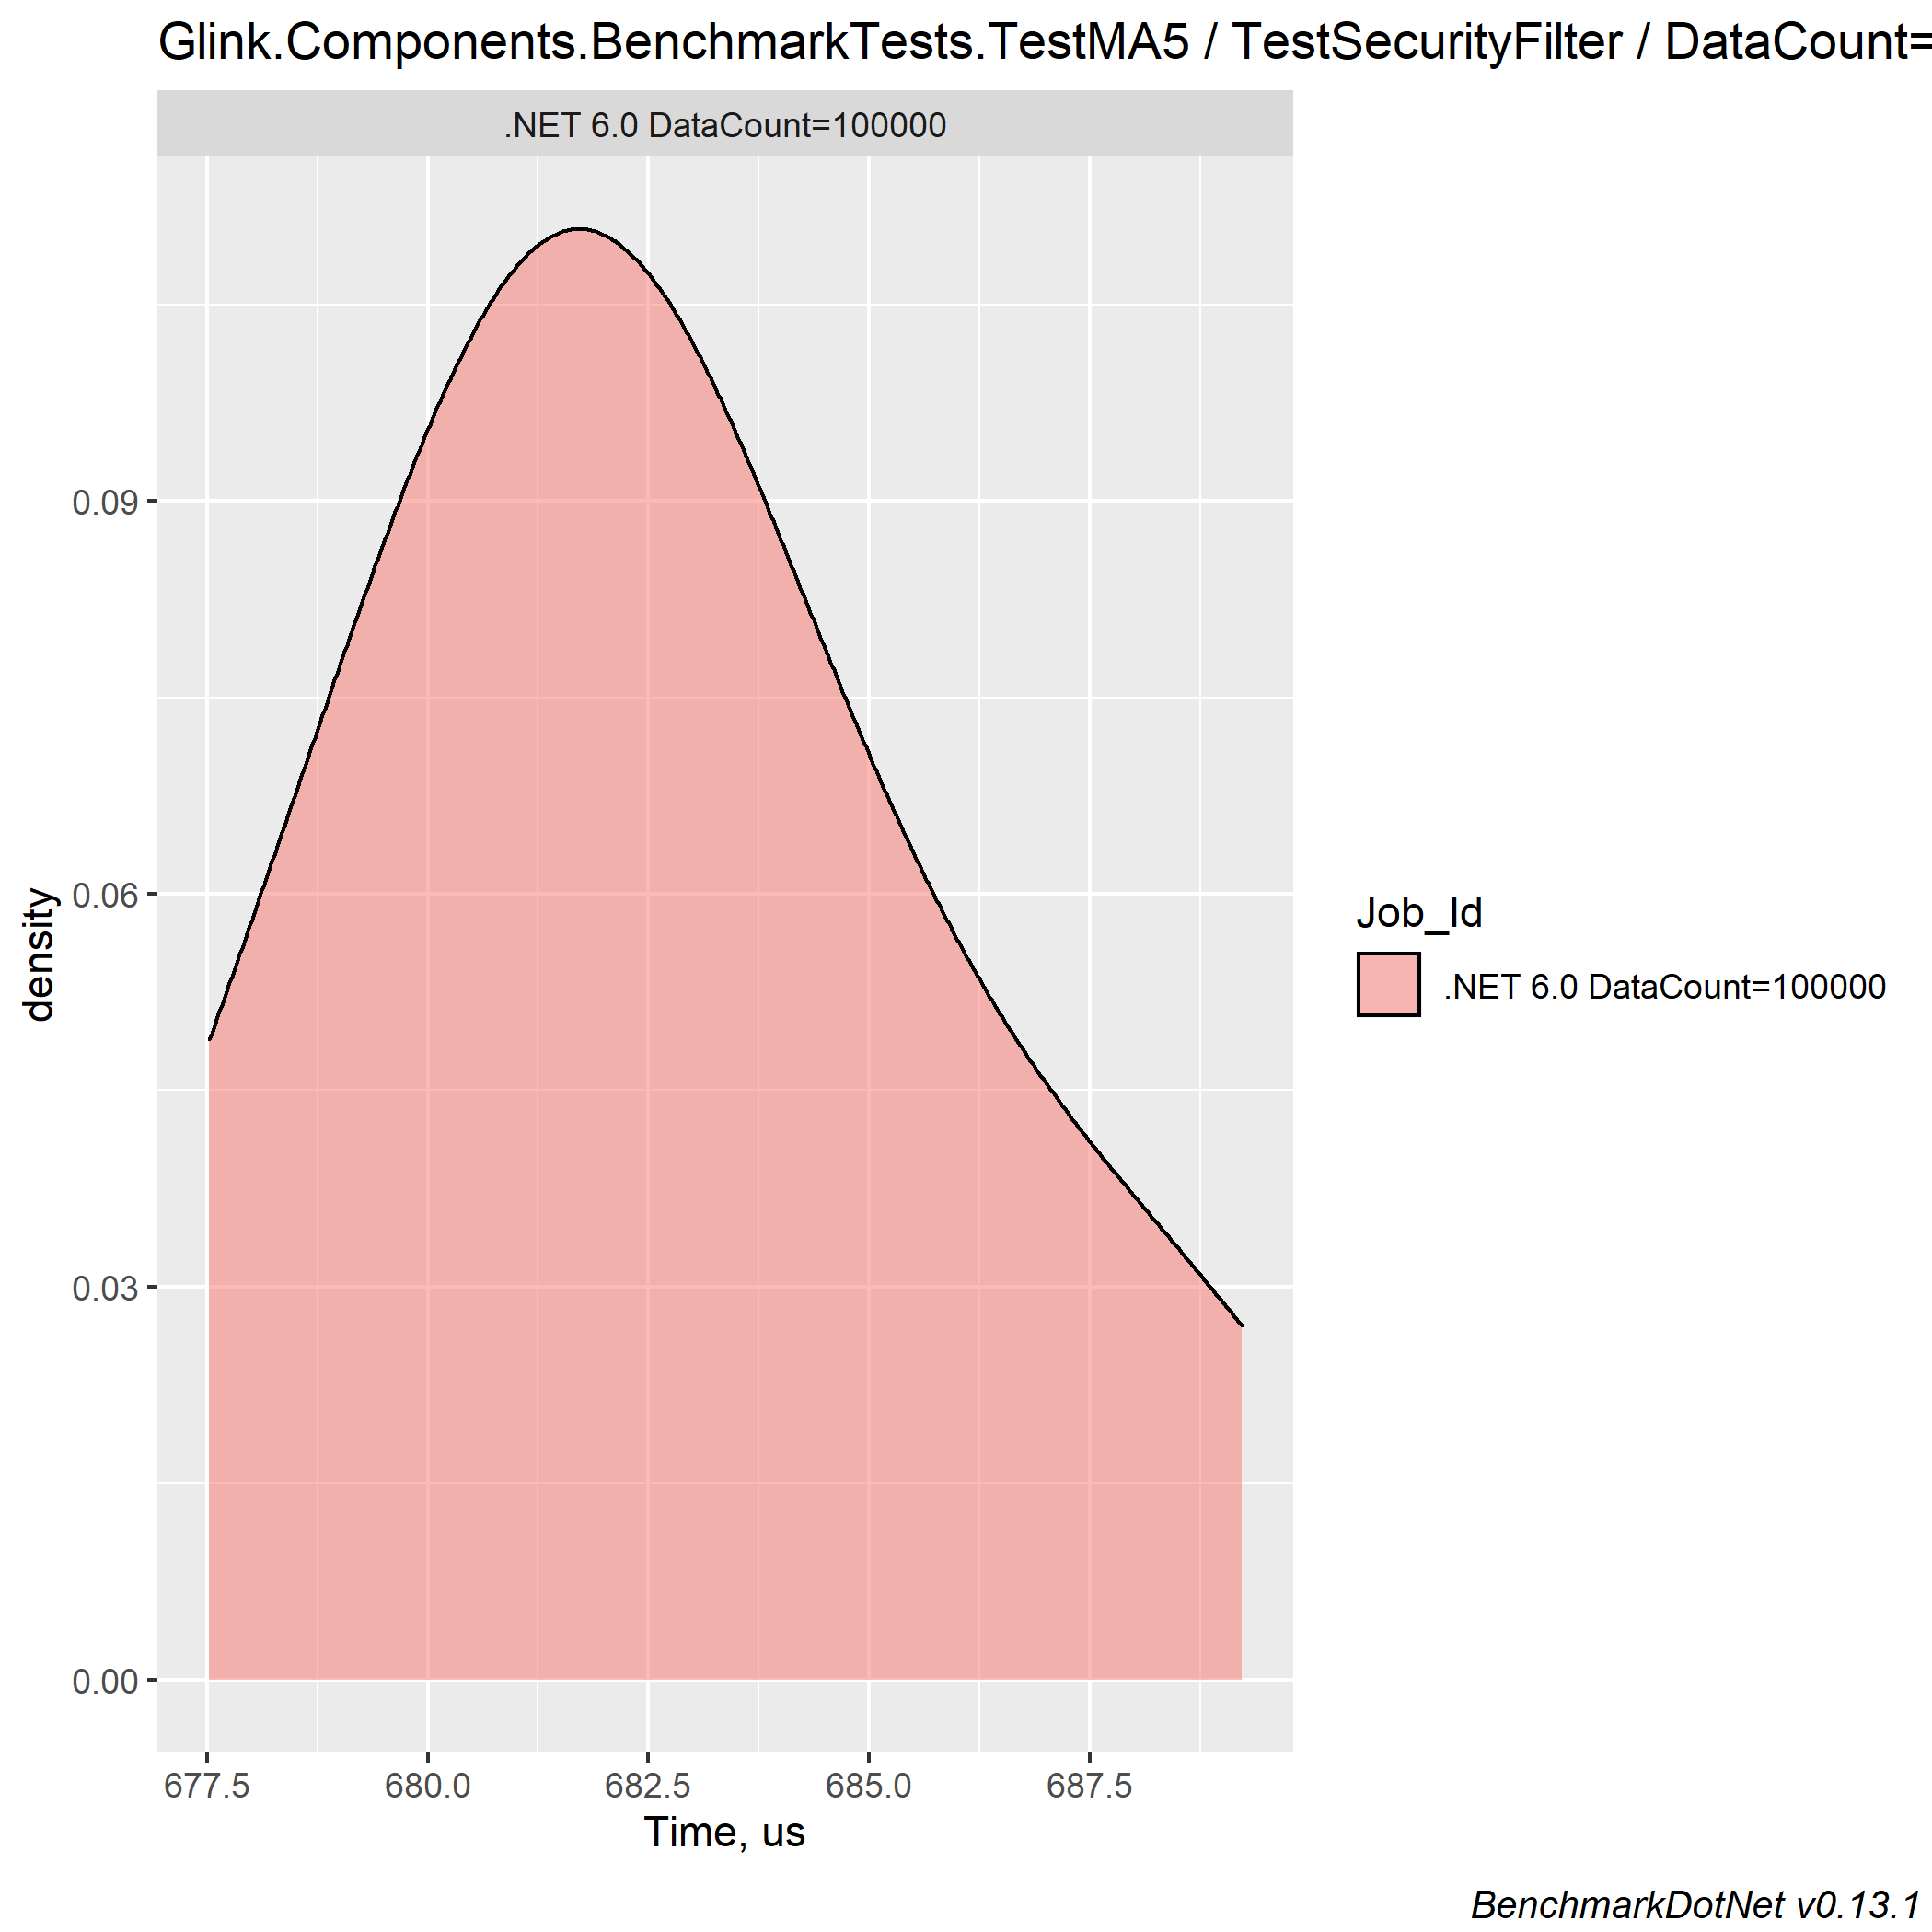 Glink.Components.BenchmarkTests.TestMA5 / TestSecurityFilter / DataCount=
.NET 6.0 DataCount=100000
0.09
0.06
0.03
0.00
density
677.5 680.0 682.5 685.0 687.5
Time, us
Job_Id
.NET 6.0 DataCount=100000
BenchmarkDotNet v0.13.1